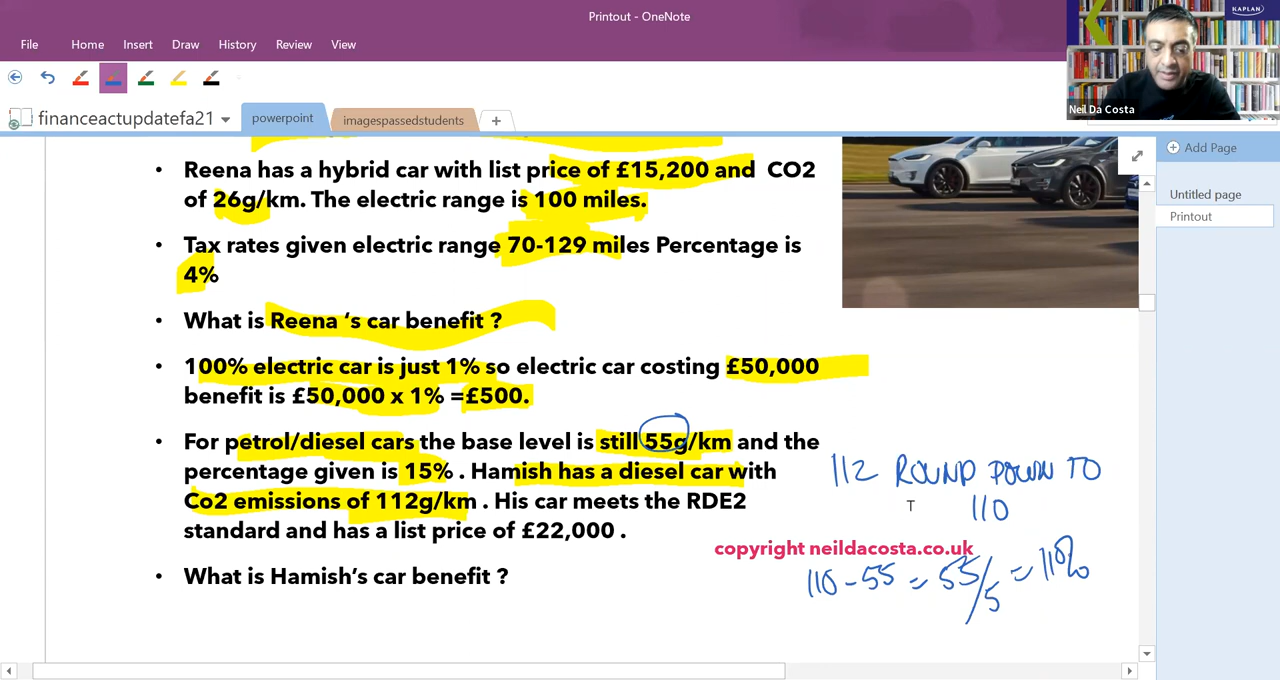 Printout - OneNote
KAPLAN
File Home Insert Draw History Review View
Neil Da Costa
financeactupdatefa21
powerpoint
imagespassedstudents
Add Page
Untitled page
Printout
• Reena has a hybrid car with list price of £15,200 and CO2
of 26g/km. The electric range is 100 miles.
• Tax rates given electric range 70-129 miles Percentage is
4%
• What is Reena ‘s car benefit ?
• 100% electric car is just 1% so electric car costing £50,000
benefit is £50,000 x 1% =£500.
• For petrol/diesel cars the base level is still 55g/km and the
percentage given is 15% . Hamish has a diesel car with
Co2 emissions of 112g/km . His car meets the RDE2
standard and has a list price of £22,000 .
• What is Hamish’s car benefit ?
112 ROUND DOWN TO
110
copyright neildacosta.co.uk
110 - 55 = 55/5 = 11%